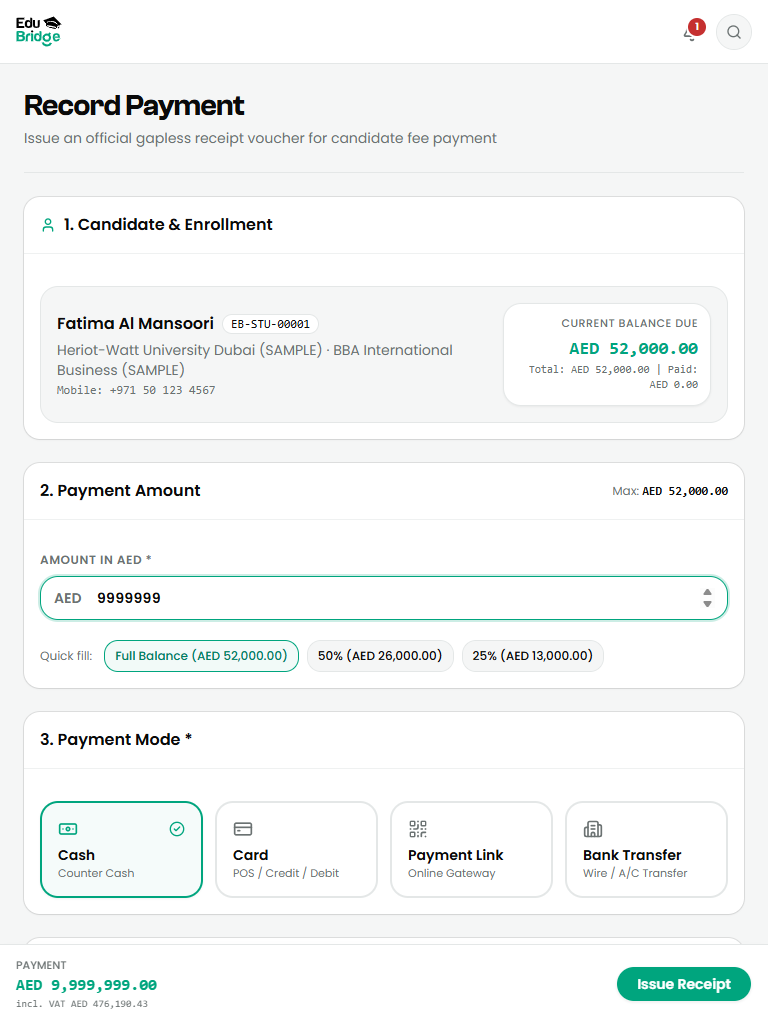 Edu
Bridge
1
Record Payment
Issue an official gapless receipt voucher for candidate fee payment
1. Candidate & Enrollment
Fatima Al Mansoori EB-STU-00001
Heriot-Watt University Dubai (SAMPLE) · BBA International
Business (SAMPLE)
Mobile: +971 50 123 4567
CURRENT BALANCE DUE
AED 52,000.00
Total: AED 52,000.00 | Paid:
AED 0.00
2. Payment Amount
Max: AED 52,000.00
AMOUNT IN AED *
AED 9999999
Quick fill: Full Balance (AED 52,000.00) 50% (AED 26,000.00) 25% (AED 13,000.00)
3. Payment Mode *
Cash
Counter Cash
Card
POS / Credit / Debit
Payment Link
Online Gateway
Bank Transfer
Wire / A/C Transfer
PAYMENT
AED 9,999,999.00
incl. VAT AED 476,190.43
Issue Receipt